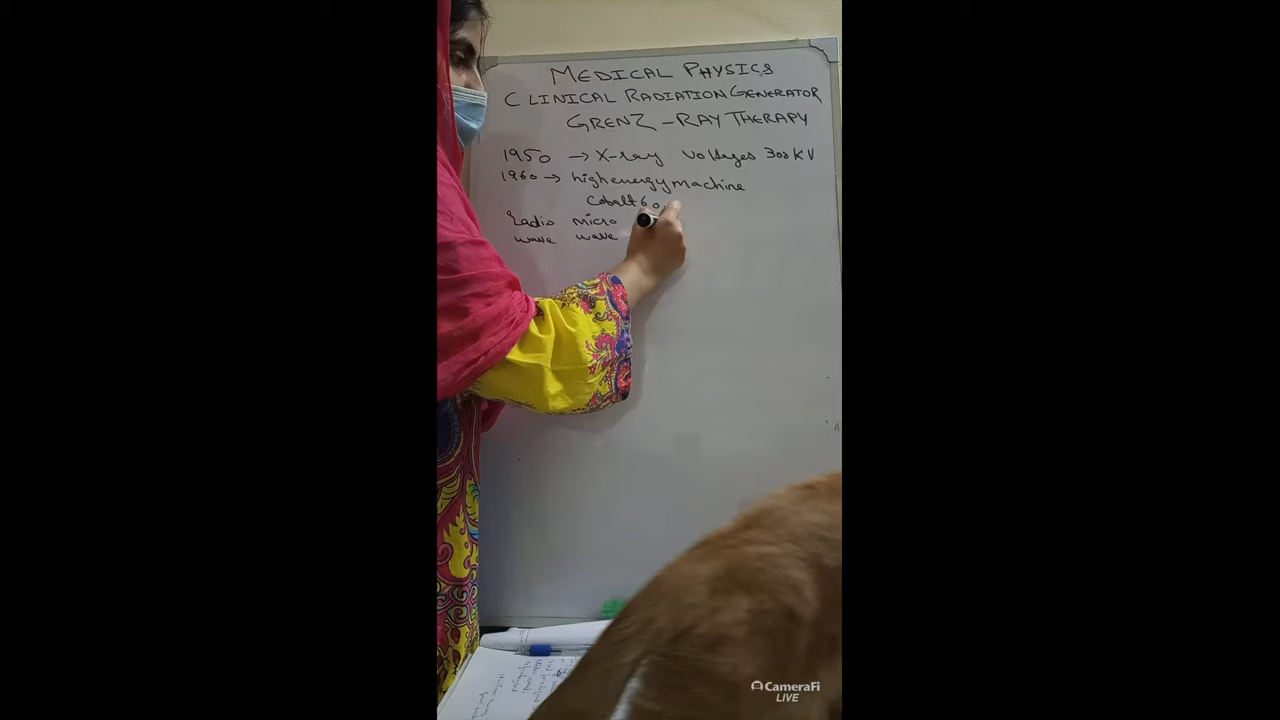 MEDICAL PHYSICS
CLINICAL RADIATION GENERATOR
GRENZ-RAY THERAPY
1950 → X-ray voltages 300 KV
1960 → high energy machine
Cobalt 60.
radio micro
wave wave
CameraFi
LIVE